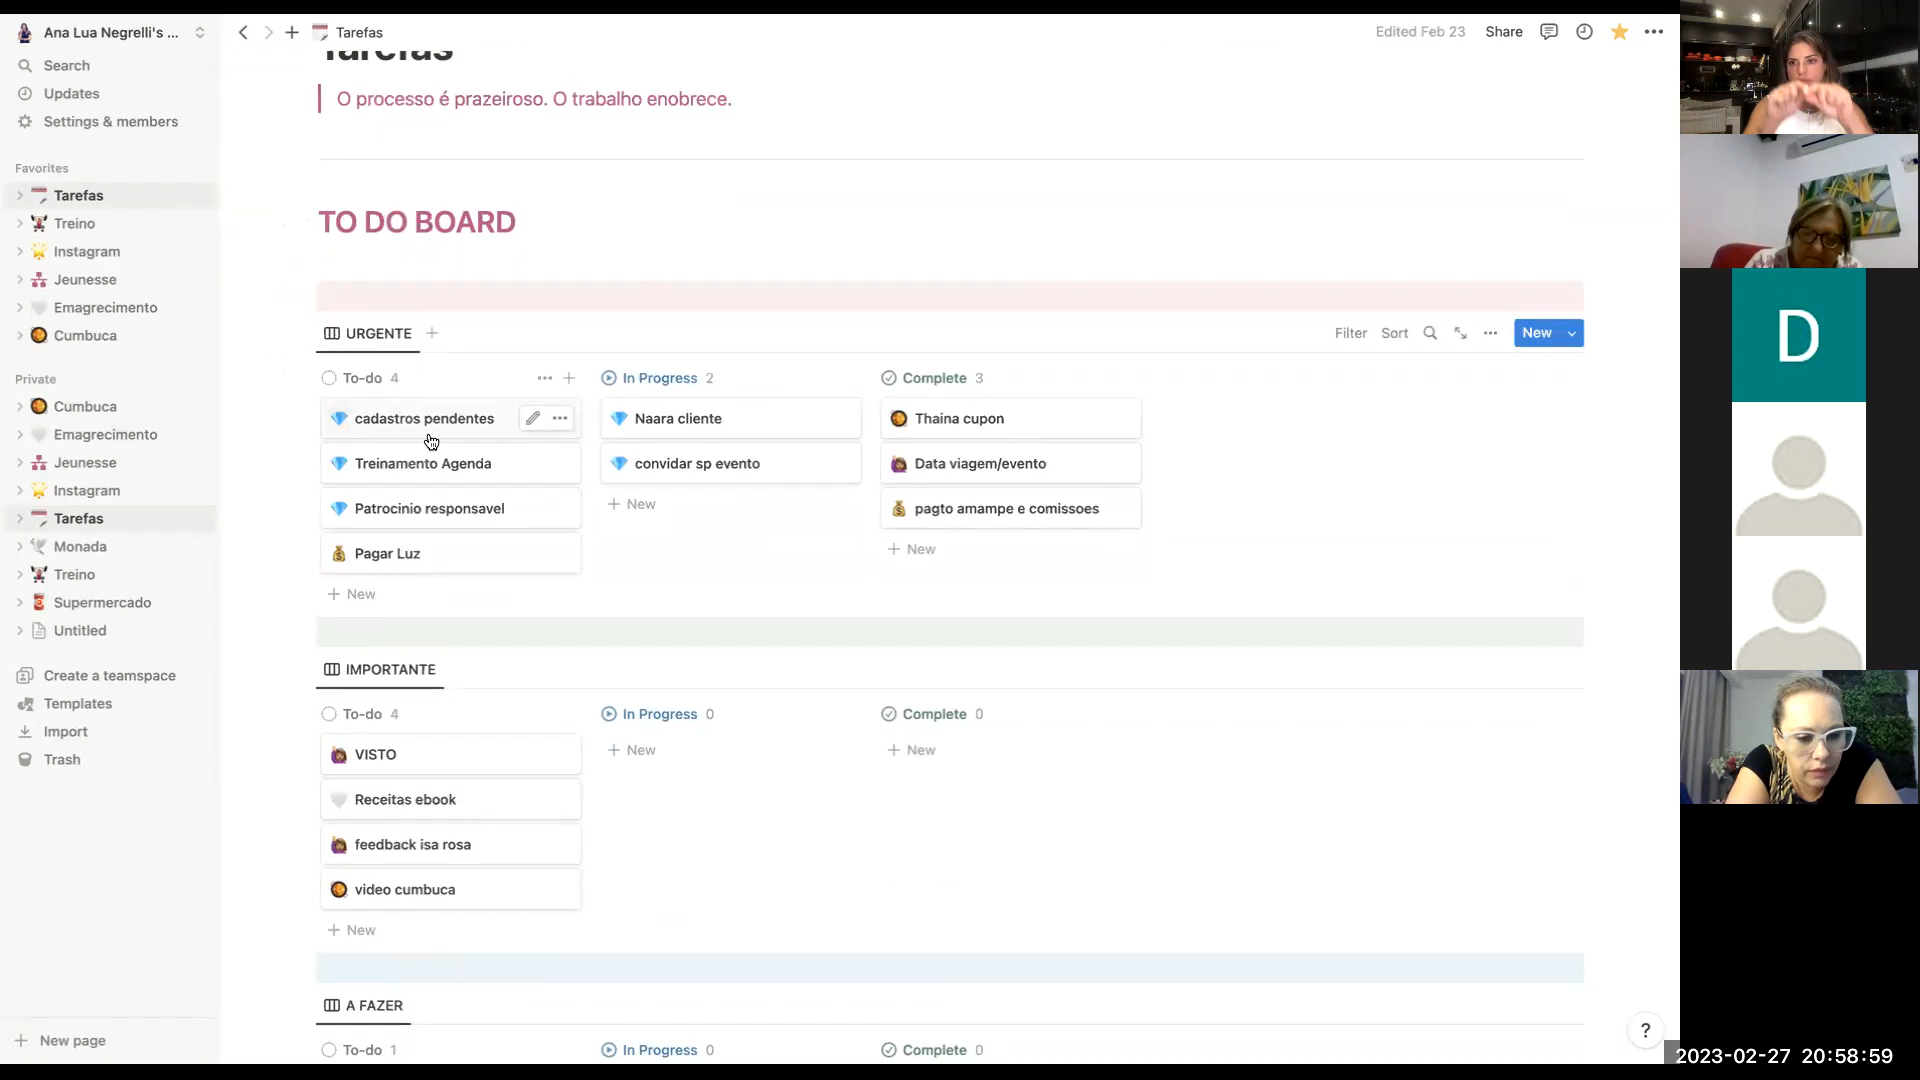 Ana Lua Negrelli's ...
Search
Updates
Settings & members
Favorites
Tarefas
Treino
Instagram
Jeunesse
Emagrecimento
Cumbuca
Private
Cumbuca
Emagrecimento
Jeunesse
Instagram
Tarefas
Monada
Treino
Supermercado
Untitled
Create a teamspace
Templates
Import
Trash
New page
Tarefas
Edited Feb 23
Share
Tarefas
O processo é prazeiroso. O trabalho enobrece.
TO DO BOARD
URGENTE
Filter Sort New
To-do 4
cadastros pendentes
Treinamento Agenda
Patrocinio responsavel
Pagar Luz
New
In Progress 2
Naara cliente
convidar sp evento
New
Complete 3
Thaina cupon
Data viagem/evento
pagto amampe e comissoes
New
IMPORTANTE
To-do 4
VISTO
Receitas ebook
feedback isa rosa
video cumbuca
New
In Progress 0
New
Complete 0
New
A FAZER
To-do 1
In Progress 0
Complete 0
?
D
2023-02-27 20:58:59